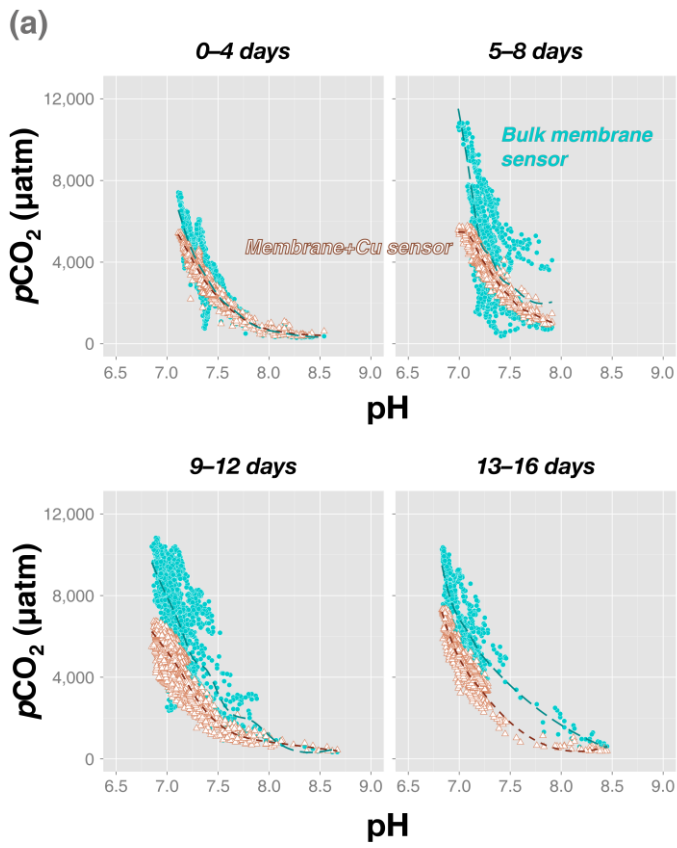 (a)
0–4 days
5–8 days
pCO2 (µatm)
12,000
8,000
4,000
0
Bulk membrane
sensor
Membrane+Cu sensor
6.5 7.0 7.5 8.0 8.5 9.0
6.5 7.0 7.5 8.0 8.5 9.0
pH
pH
9–12 days
13–16 days
pCO2 (µatm)
12,000
8,000
4,000
0
6.5 7.0 7.5 8.0 8.5 9.0
6.5 7.0 7.5 8.0 8.5 9.0
pH
pH